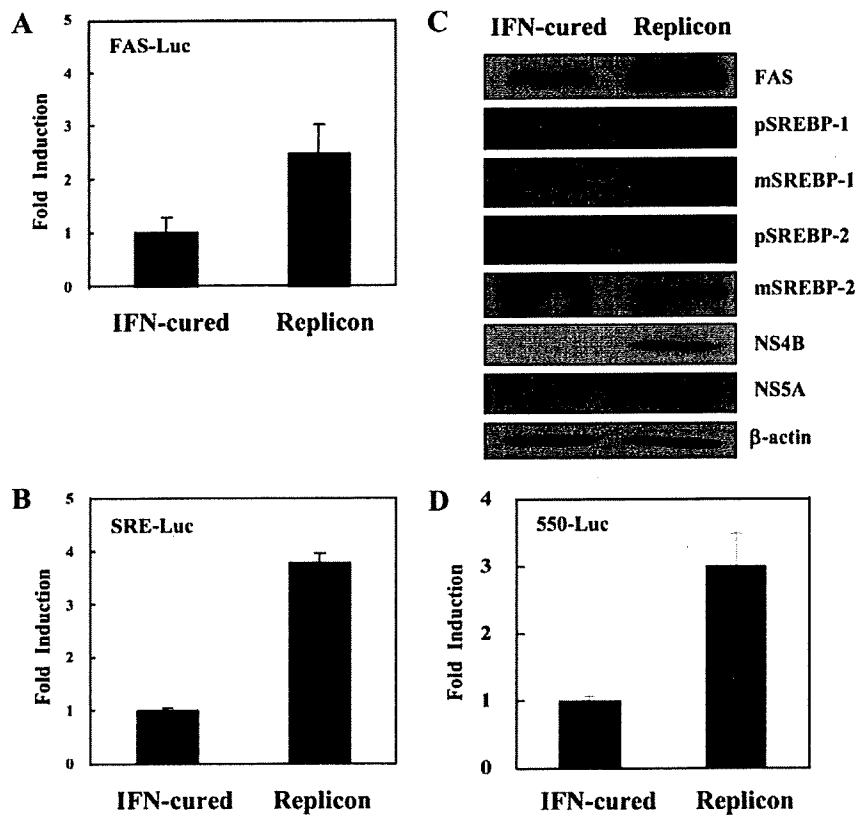 A
FAS-Luc
5
4
3
2
1
0
Fold Induction
IFN-cured Replicon
C
IFN-cured Replicon
FAS
pSREBP-1
mSREBP-1
pSREBP-2
mSREBP-2
NS4B
NS5A
β-actin
B
SRE-Luc
5
4
3
2
1
0
Fold Induction
IFN-cured Replicon
D
550-Luc
4
3
2
1
0
Fold Induction
IFN-cured Replicon